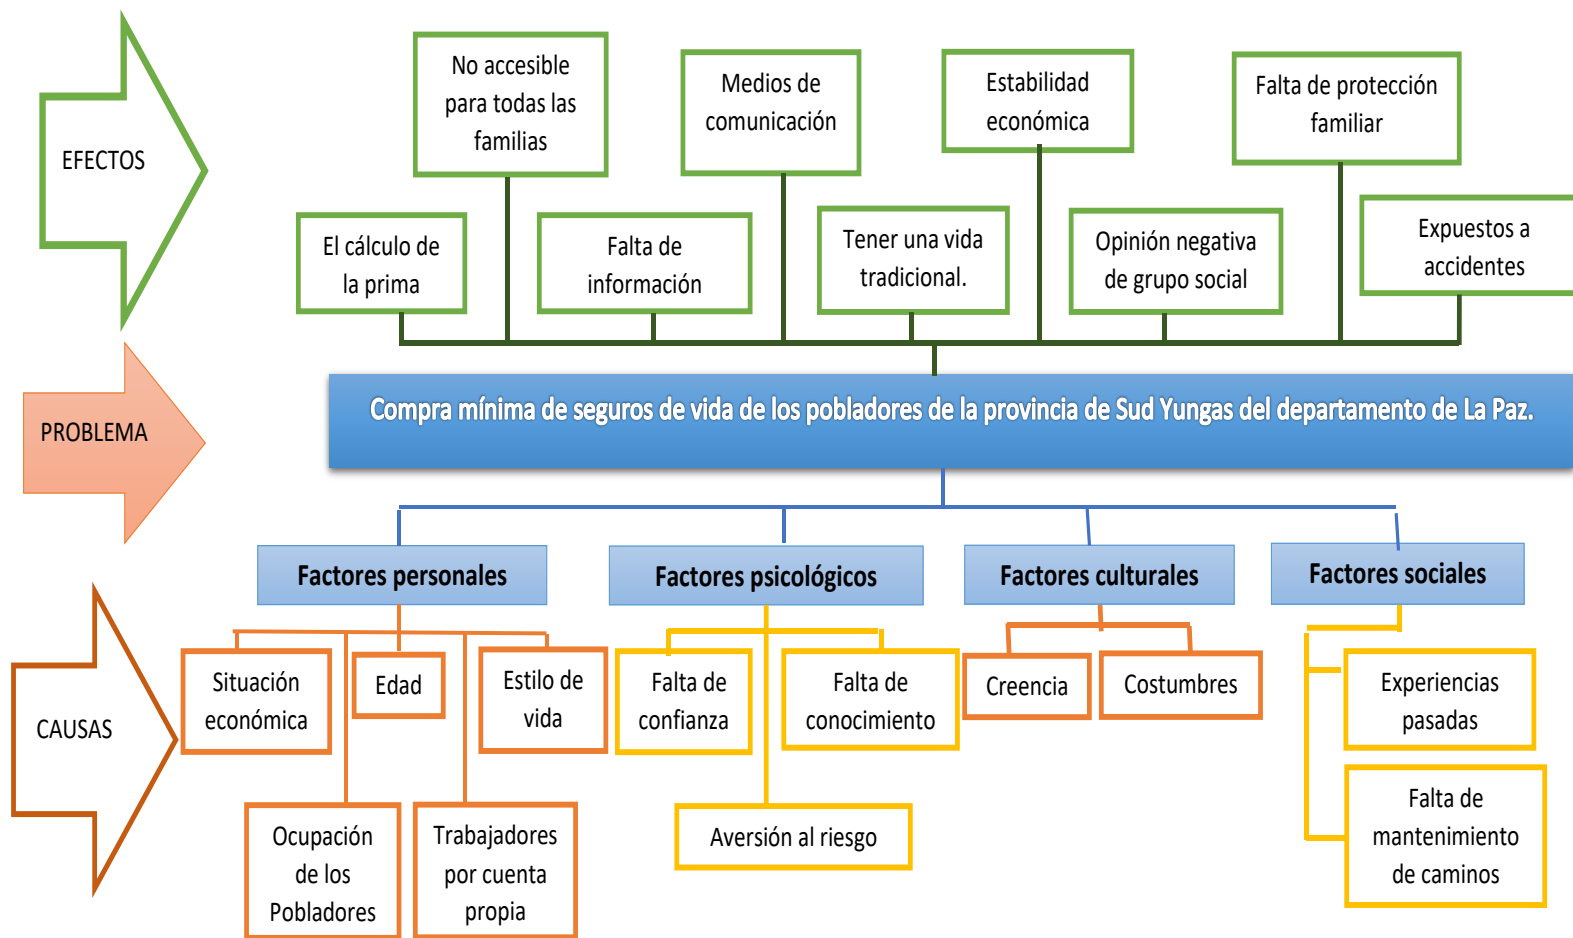 EFECTOS
No accesible
para todas las
familias
Medios de
comunicación
Estabilidad
económica
Falta de protección
familiar
El cálculo de
la prima
Falta de
información
Tener una vida
tradicional.
Opinión negativa
de grupo social
Expuestos a
accidentes
PROBLEMA
Compra mínima de seguros de vida de los pobladores de la provincia de Sud Yungas del departamento de La Paz.
CAUSAS
Factores personales
Factores psicológicos
Factores culturales
Factores sociales
Situación
económica
Edad
Estilo de
vida
Falta de
confianza
Falta de
conocimiento
Creencia
Costumbres
Experiencias
pasadas
Ocupación
de los
Pobladores
Trabajadores
por cuenta
propia
Aversión al riesgo
Falta de
mantenimiento
de caminos